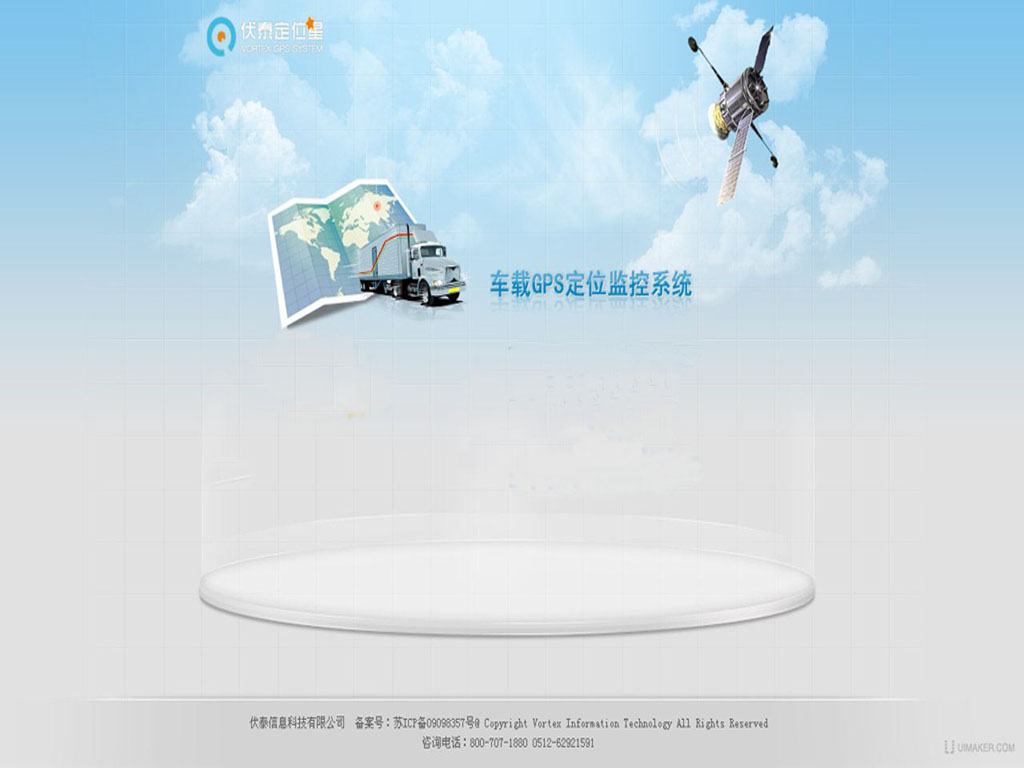 伏泰定位星
VORTEX GPS SYSTEM
车载GPS定位监控系统
伏泰信息科技有限公司 备案号：苏ICP备09098357号@ Copyright Vortex Information Technology All Rights Reserved
咨询电话：800-707-1880 0512-62921591
UIMAKER.COM